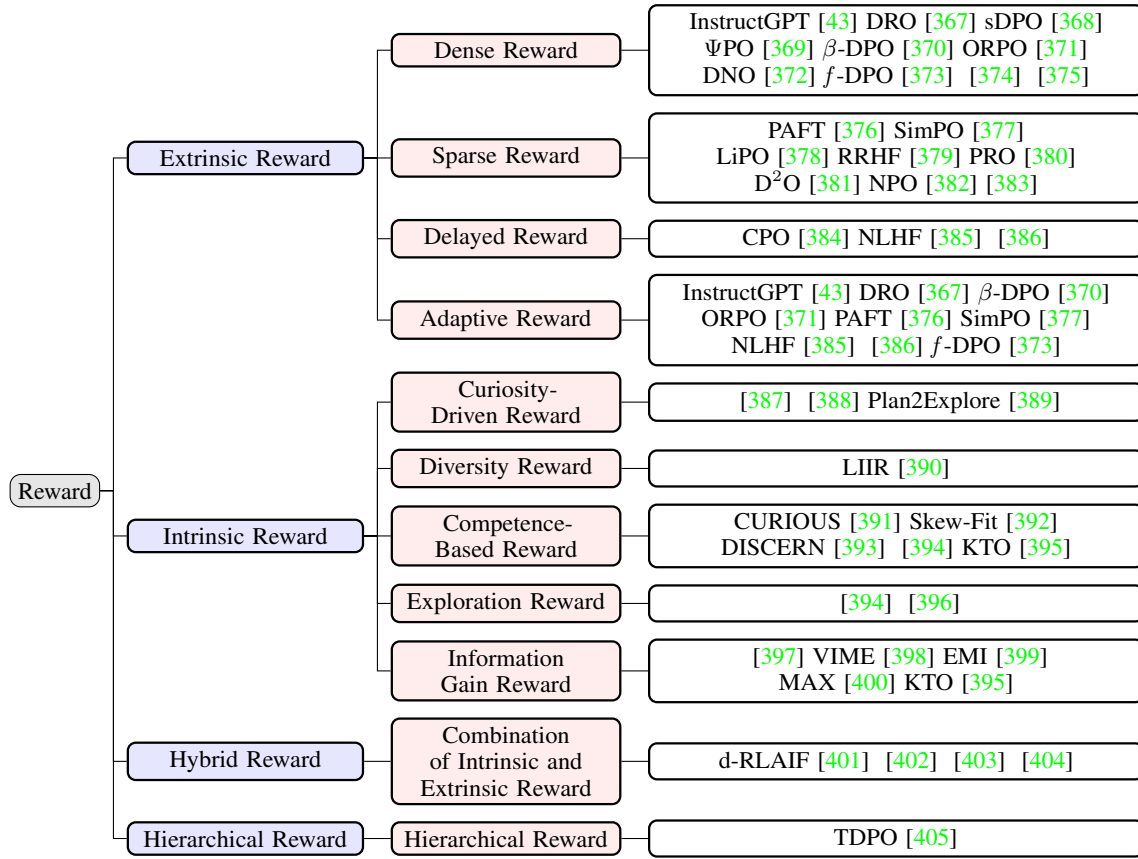 Reward
Extrinsic Reward
Dense Reward
InstructGPT [43] DRO [367] sDPO [368]
ΨPO [369] β-DPO [370] ORPO [371]
DNO [372] f-DPO [373] [374] [375]
Sparse Reward
PAFT [376] SimPO [377]
LiPO [378] RRHF [379] PRO [380]
D²O [381] NPO [382] [383]
Delayed Reward
CPO [384] NLHF [385] [386]
Adaptive Reward
InstructGPT [43] DRO [367] β-DPO [370]
ORPO [371] PAFT [376] SimPO [377]
NLHF [385] [386] f-DPO [373]
Intrinsic Reward
Curiosity-
Driven Reward
[387] [388] Plan2Explore [389]
Diversity Reward
LIIR [390]
Competence-
Based Reward
CURIOUS [391] Skew-Fit [392]
DISCERN [393] [394] KTO [395]
Exploration Reward
[394] [396]
Information
Gain Reward
[397] VIME [398] EMI [399]
MAX [400] KTO [395]
Hybrid Reward
Combination
of Intrinsic and
Extrinsic Reward
d-RLAIF [401] [402] [403] [404]
Hierarchical Reward
Hierarchical Reward
TDPO [405]